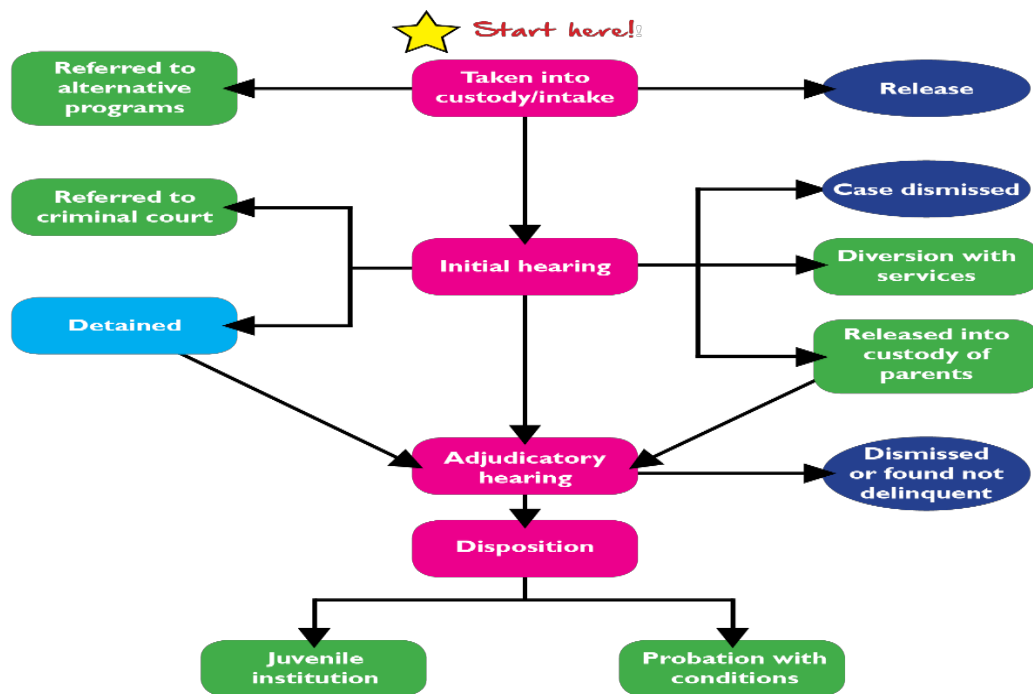 Start here!
Referred to
alternative
programs
Taken into
custody/intake
Release
Referred to
criminal court
Case dismissed
Initial hearing
Diversion with
services
Detained
Released into
custody of
parents
Adjudicatory
hearing
Dismissed
or found not
delinquent
Disposition
Juvenile
institution
Probation with
conditions